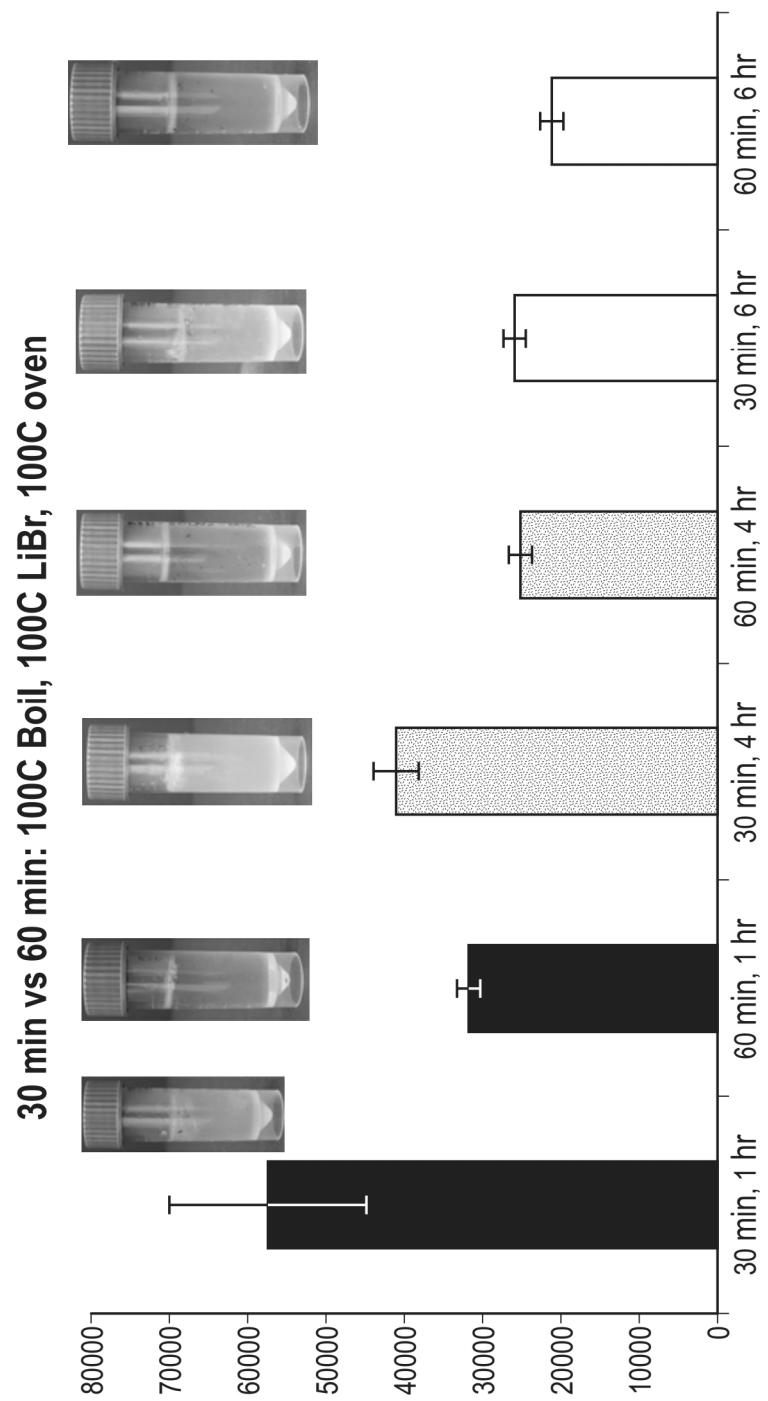 30 min vs 60 min: 100C Boil, 100C LiBr, 100C oven
80000
70000
60000
50000
40000
30000
20000
10000
0
30 min, 1 hr
60 min, 1 hr
30 min, 4 hr
60 min, 4 hr
30 min, 6 hr
60 min, 6 hr